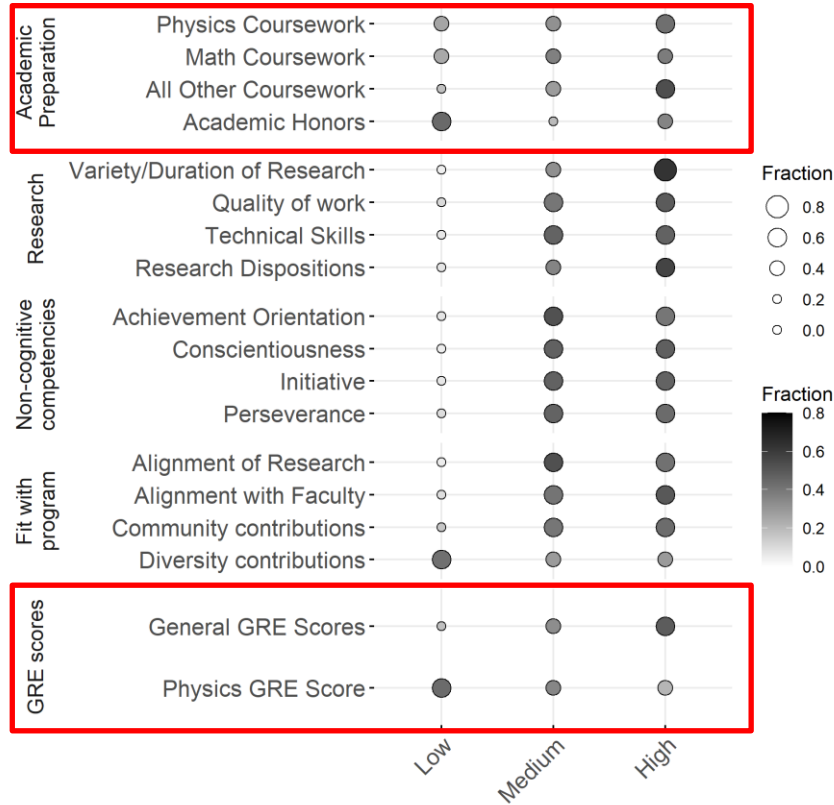 Academic
Preparation
Physics Coursework
Math Coursework
All Other Coursework
Academic Honors
Research
Variety/Duration of Research
Quality of work
Technical Skills
Research Dispositions
Non-cognitive
competencies
Achievement Orientation
Conscientiousness
Initiative
Perseverance
Fit with
program
Alignment of Research
Alignment with Faculty
Community contributions
Diversity contributions
GRE scores
General GRE Scores
Physics GRE Score
Low
Medium
High
Fraction
0.8
0.6
0.4
0.2
0.0
Fraction
0.8
0.6
0.4
0.2
0.0